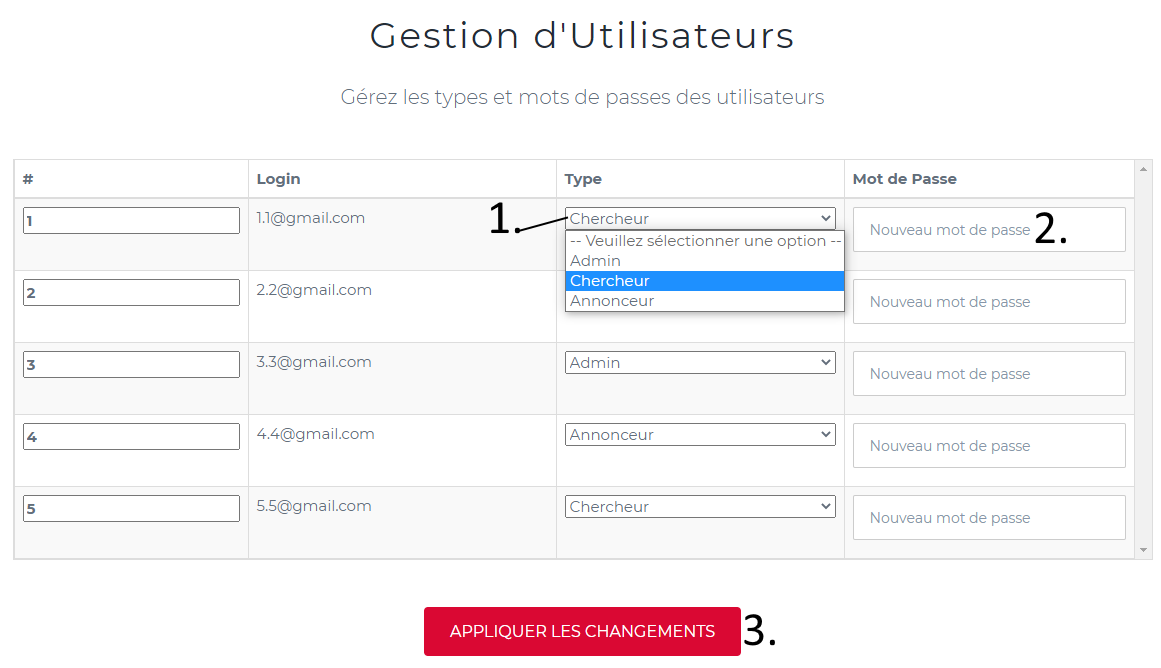 Gestion d'Utilisateurs
Gérez les types et mots de passes des utilisateurs
# Login Type Mot de Passe
1 1.1@gmail.com 1. Chercheur Nouveau mot de passe 2.
-- Veuillez sélectionner une option --
Admin
Chercheur
Annonceur
2 2.2@gmail.com Nouveau mot de passe
3 3.3@gmail.com Admin Nouveau mot de passe
4 4.4@gmail.com Annonceur Nouveau mot de passe
5 5.5@gmail.com Chercheur Nouveau mot de passe
APPLIQUER LES CHANGEMENTS 3.